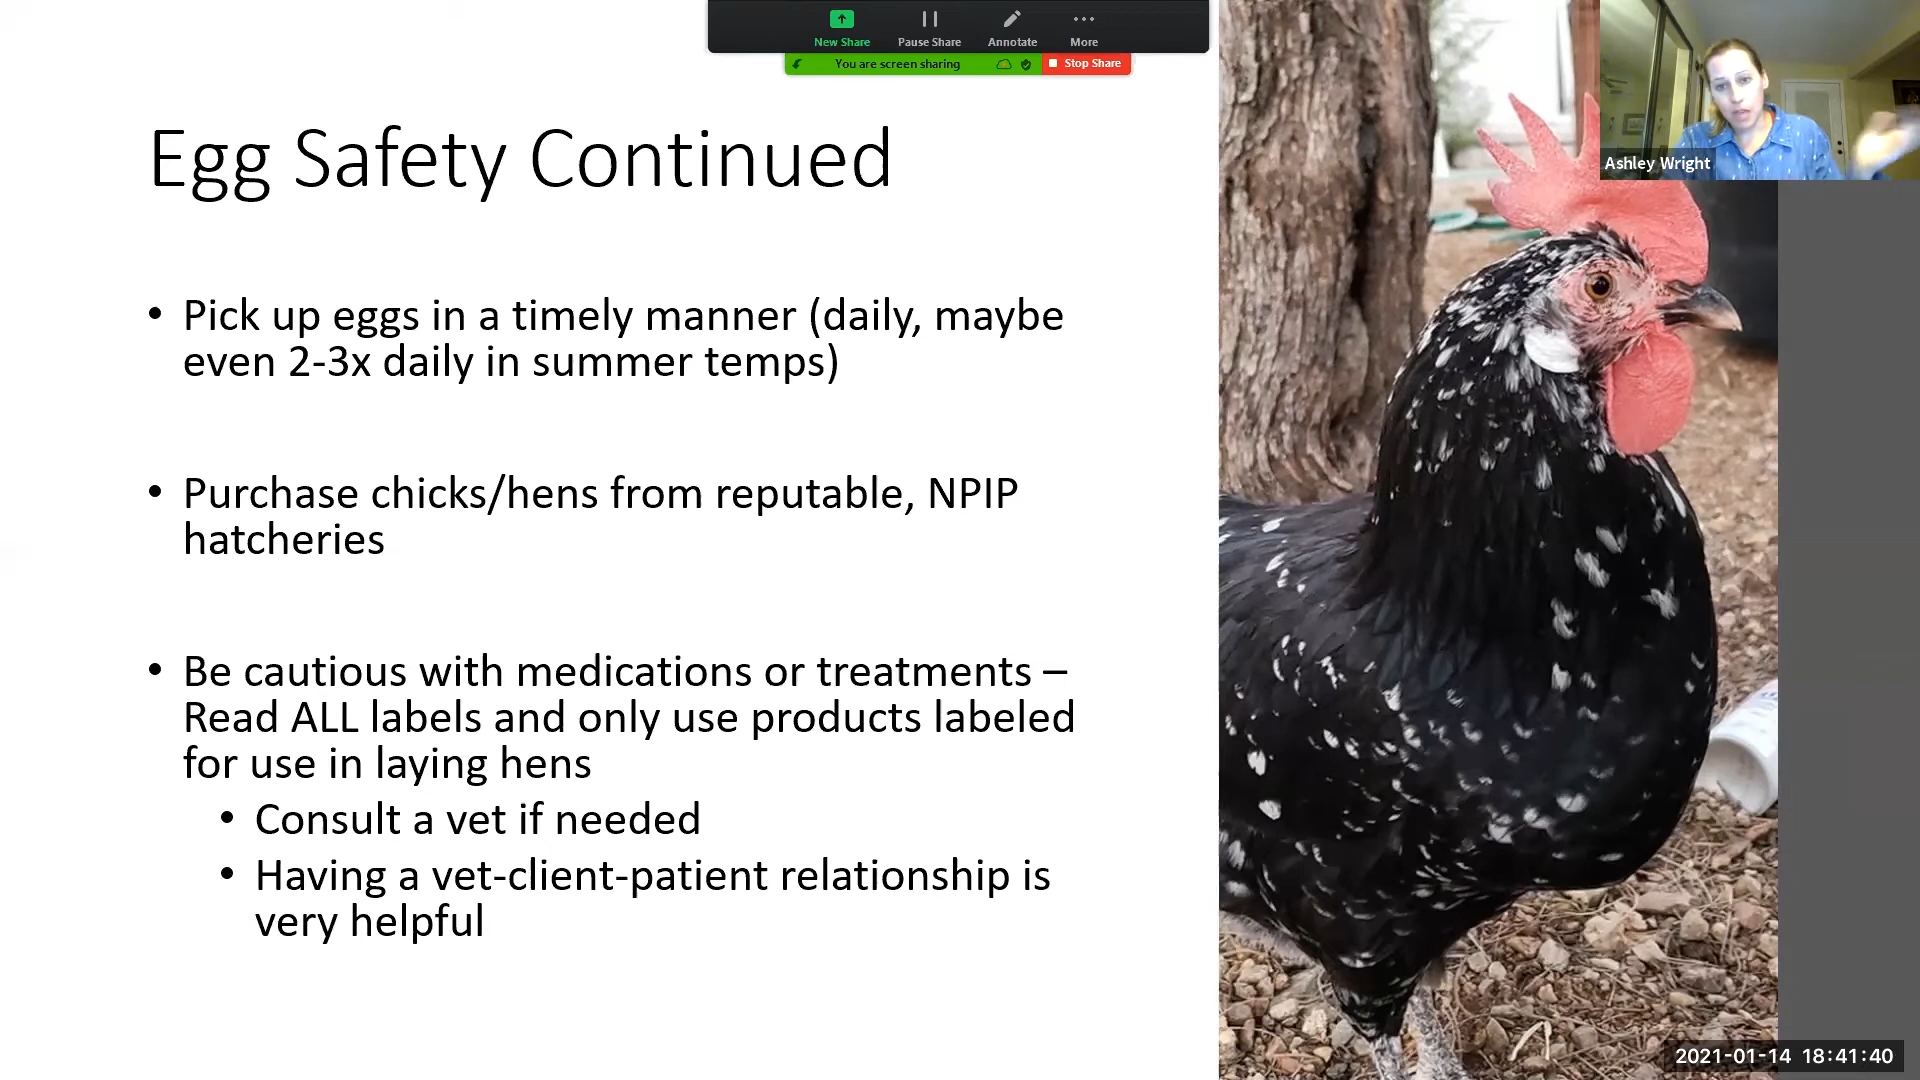 New Share
Pause Share
Annotate
More
You are screen sharing
Stop Share
Ashley Wright
Egg Safety Continued
• Pick up eggs in a timely manner (daily, maybe
even 2-3x daily in summer temps)
• Purchase chicks/hens from reputable, NPIP
hatcheries
• Be cautious with medications or treatments –
Read ALL labels and only use products labeled
for use in laying hens
• Consult a vet if needed
• Having a vet-client-patient relationship is
very helpful
2021-01-14 18:41:40